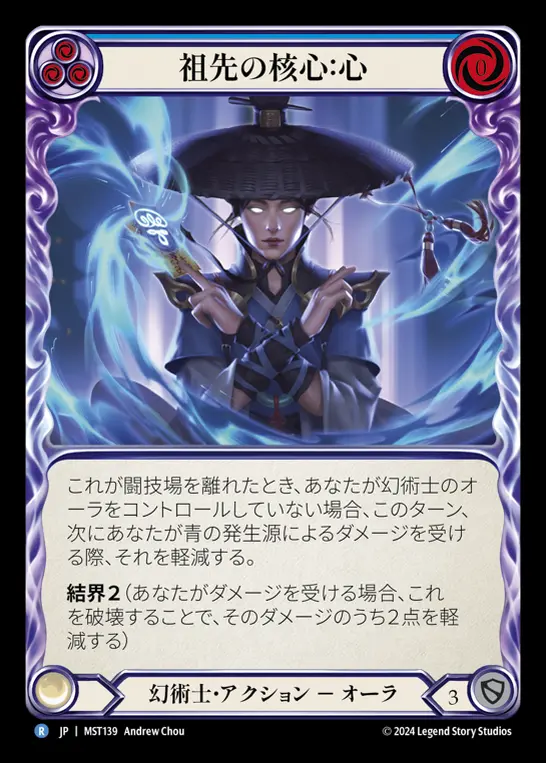 祖先の核心:心
0
これが闘技場を離れたとき、あなたが幻術士のオ
ーラをコントロールしていない場合、このターン、
次にあなたが青の発生源によるダメージを受け
る際、それを軽減する。
結界2(あなたがダメージを受ける場合、これ
を破壊することで、そのダメージのうち2点を軽
減する)
幻術士・アクション － オーラ
3
R JP | MST139 Andrew Chou
© 2024 Legend Story Studios